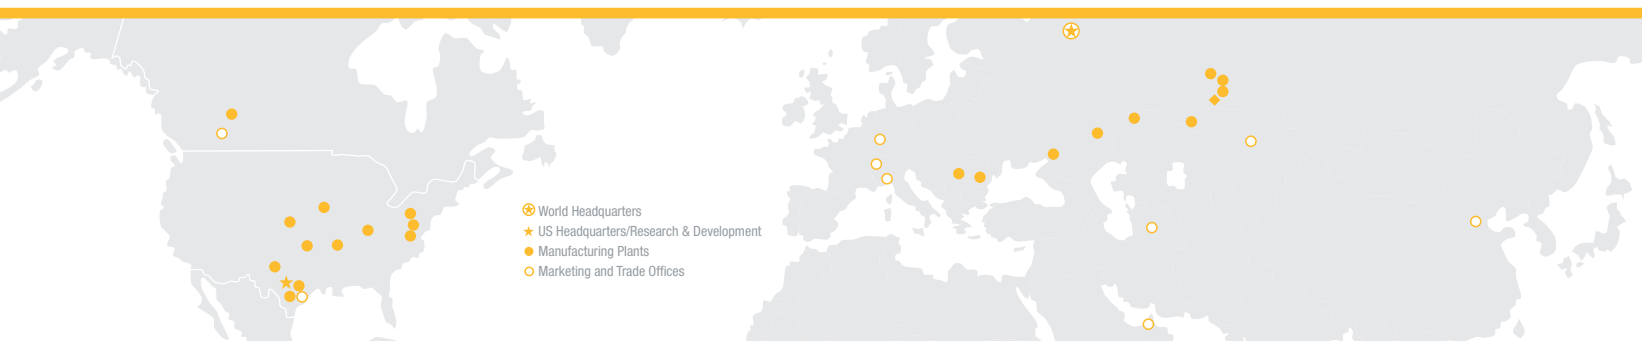 World Headquarters
US Headquarters/Research & Development
Manufacturing Plants
Marketing and Trade Offices